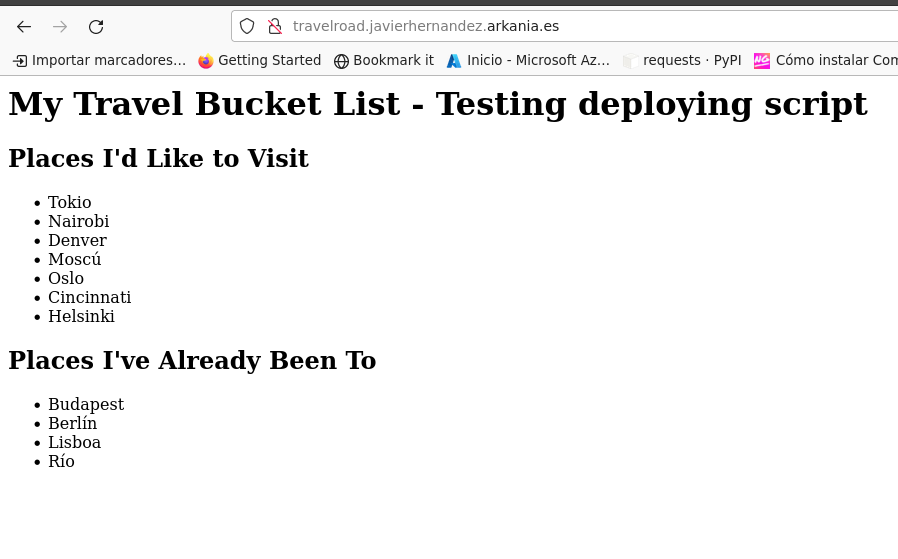 travelroad.javierhernandez.arkania.es
Importar marcadores... Getting Started Bookmark it Inicio - Microsoft Az... requests · PyPI Cómo instalar Com
My Travel Bucket List - Testing deploying script
Places I'd Like to Visit
• Tokio
• Nairobi
• Denver
• Moscú
• Oslo
• Cincinnati
• Helsinki
Places I've Already Been To
• Budapest
• Berlín
• Lisboa
• Río